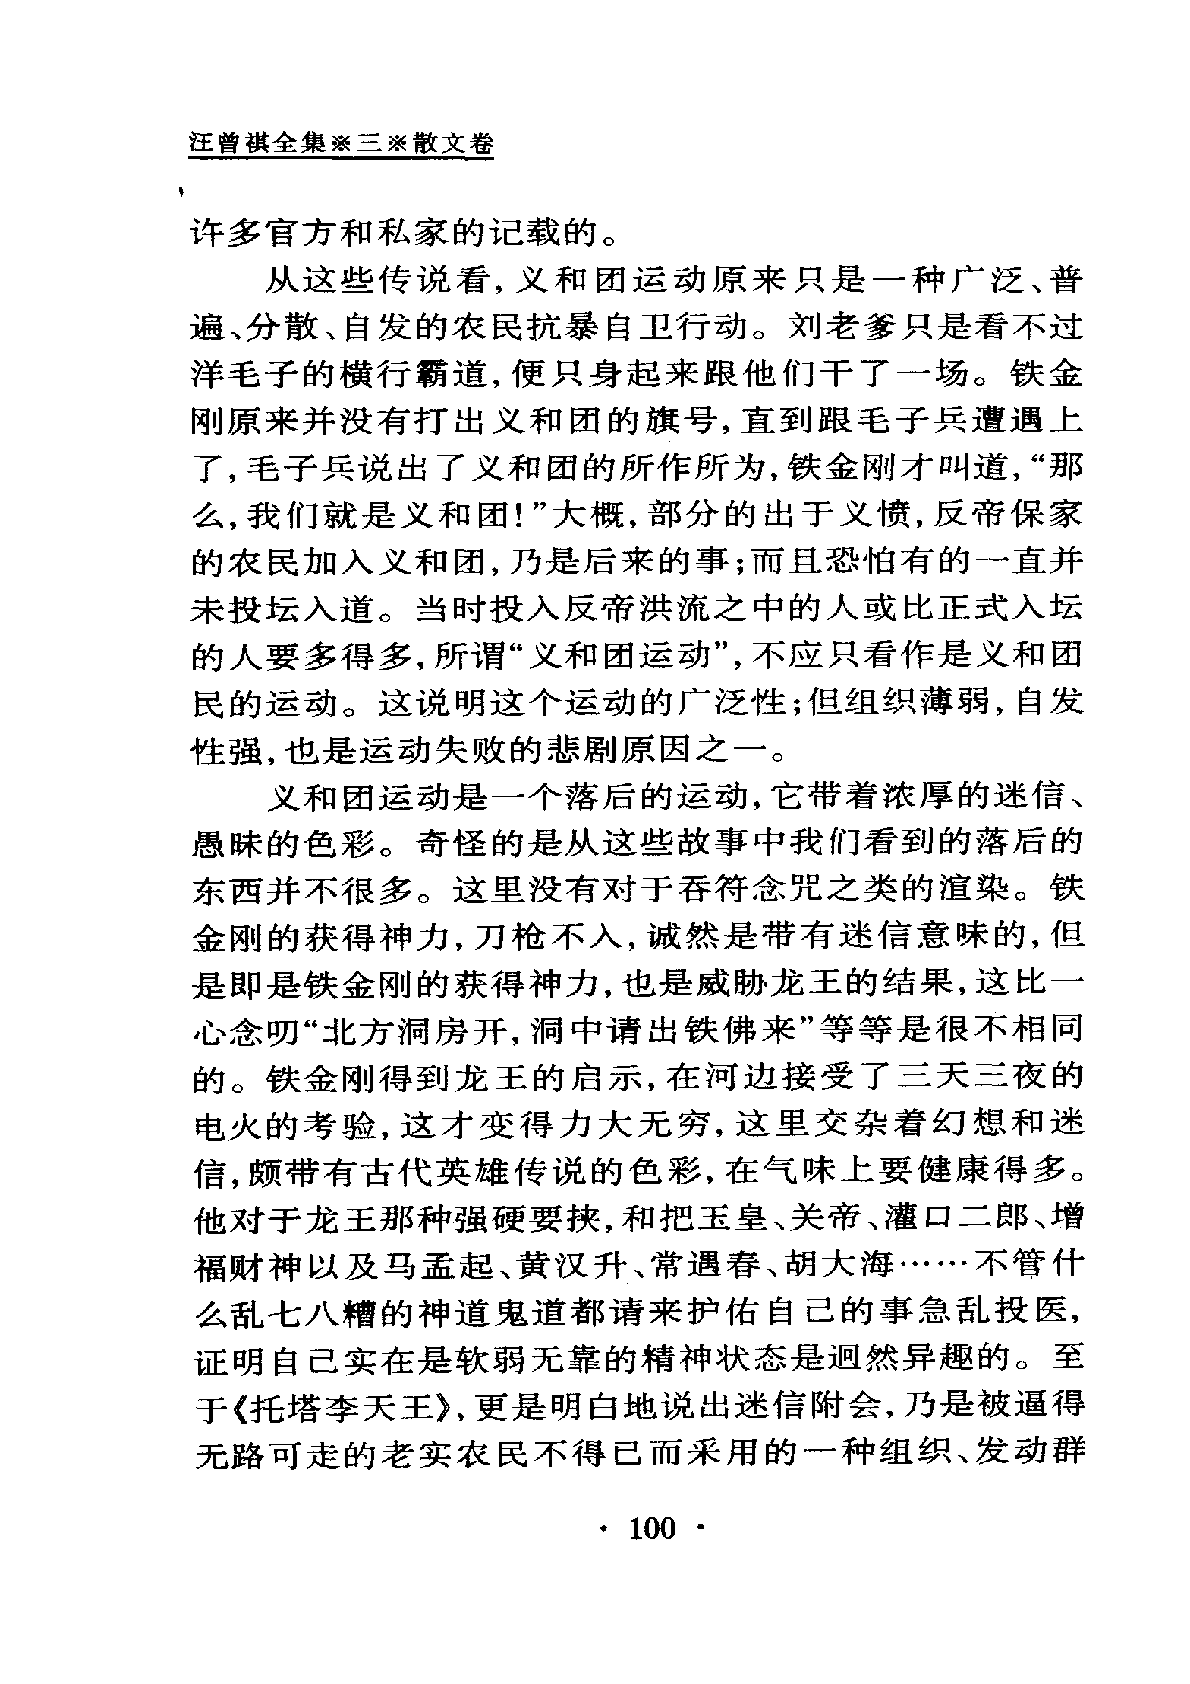 汪曾祺全集※三※散文卷
许多官方和私家的记载的。
从这些传说看,义和团运动原来只是一种广泛、普
遍、分散、自发的农民抗暴自卫行动。刘老爹只是看不过
洋毛子的横行霸道,便只身起来跟他们干了一场。铁金
刚原来并没有打出义和团的旗号,直到跟毛子兵遭遇上
了,毛子兵说出了义和团的所作所为,铁金刚才叫道,“那
么,我们就是义和团!”大概,部分的出于义愤,反帝保家
的农民加入义和团,乃是后来的事;而且恐怕有的一直并
未投坛入道。当时投入反帝洪流之中的人或比正式入坛
的人要多得多,所谓“义和团运动”,不应只看作是义和团
民的运动。这说明这个运动的广泛性;但组织薄弱,自发
性强,也是运动失败的悲剧原因之一。
义和团运动是一个落后的运动,它带着浓厚的迷信、
愚昧的色彩。奇怪的是从这些故事中我们看到的落后的
东西并不很多。这里没有对于吞符念咒之类的渲染。铁
金刚的获得神力,刀枪不入,诚然是带有迷信意味的,但
是即是铁金刚的获得神力,也是威胁龙王的结果,这比一
心念叨“北方洞房开,洞中请出铁佛来”等等是很不相同
的。铁金刚得到龙王的启示,在河边接受了三天三夜的
电火的考验,这才变得力大无穷,这里交杂着幻想和迷
信,颇带有古代英雄传说的色彩,在气味上要健康得多。
他对于龙王那种强硬要挟,和把玉皇、关帝、灌口二郎、增
福财神以及马孟起、黄汉升、常遇春、胡大海……不管什
么乱七八糟的神道鬼道都请来护佑自己的事急乱投医,
证明自己实在是软弱无靠的精神状态是迥然异趣的。至
于《托塔李天王》,更是明白地说出迷信附会,乃是被逼得
无路可走的老实农民不得已而采用的一种组织、发动群
· 100 ·